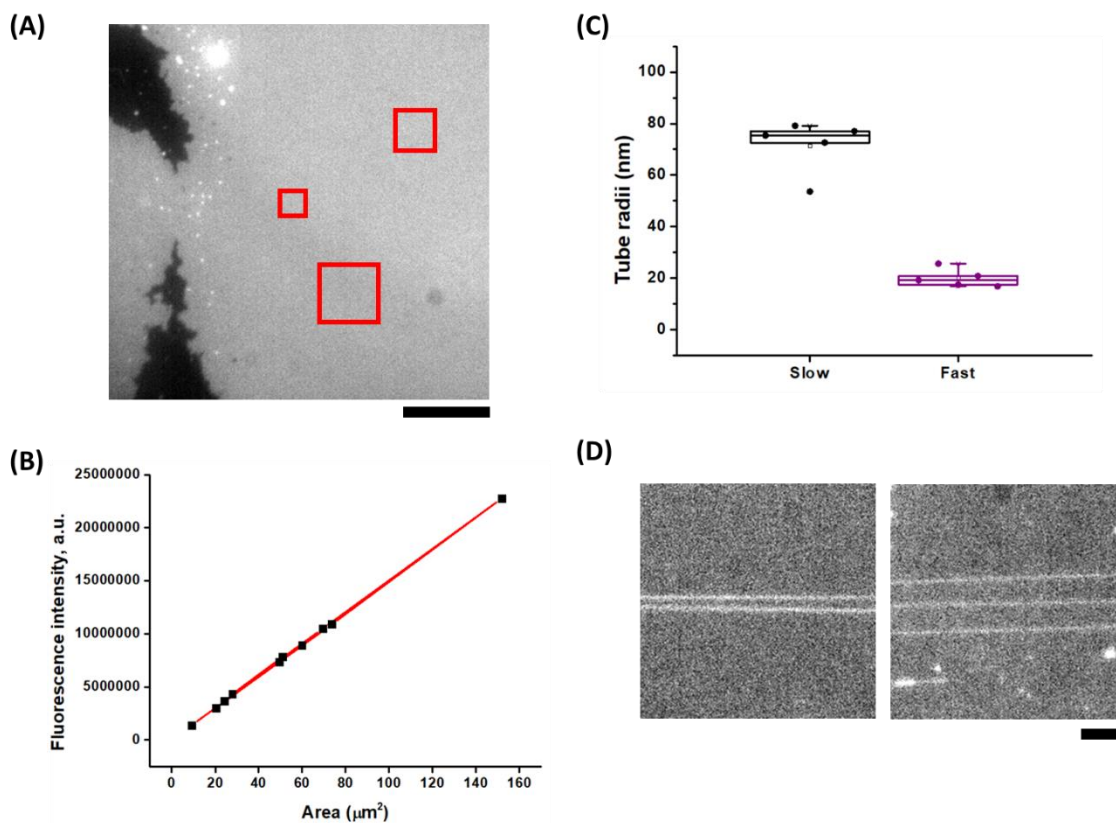 (A)
(C)
100
80
60
40
20
0
Tube radii (nm)
Slow Fast
(B)
25000000
20000000
15000000
10000000
5000000
0
Fluorescence intensity, a.u.
0 20 40 60 80 100 120 140 160
Area (μm²)
(D)